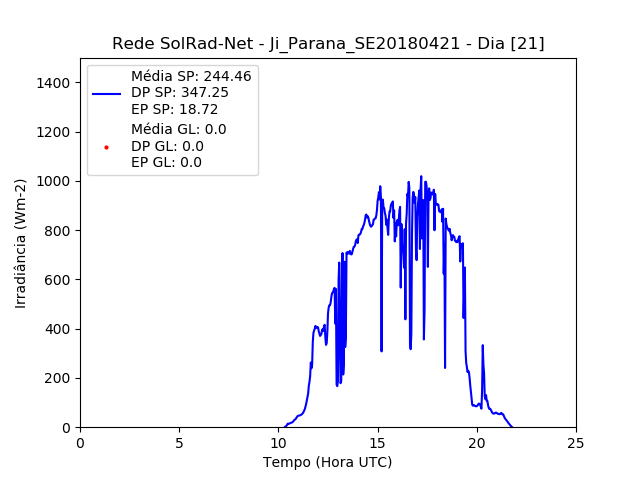 Rede SolRad-Net - Ji_Parana_SE20180421 - Dia [21]
Média SP: 244.46
DP SP: 347.25
EP SP: 18.72
Média GL: 0.0
DP GL: 0.0
EP GL: 0.0
Irradiância (Wm-2)
1400
1200
1000
800
600
400
200
0
0 5 10 15 20 25
Tempo (Hora UTC)